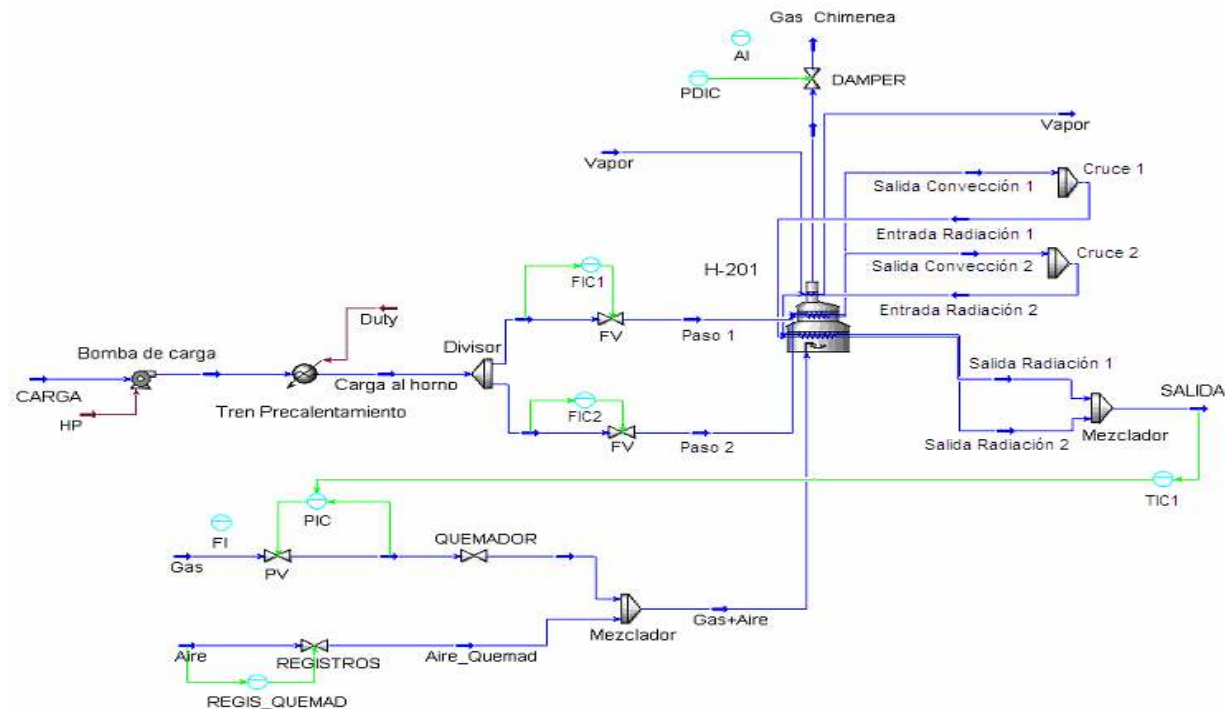 Gas Chimenea
AI
PDIC
DAMPER
Vapor
Vapor
Cruce 1
Salida Convección 1
Entrada Radiación 1
Cruce 2
H-201
Salida Convección 2
FIC1
Entrada Radiación 2
Duty
Divisor
FV
Paso 1
Bomba de carga
Salida Radiación 1
CARGA
Carga al horno
SALIDA
Tren Precalentamiento
FIC2
HP
FV
Paso 2
Salida Radiación 2
Mezclador
TIC1
PIC
FI
QUEMADOR
Gas
PV
Mezclador
Gas+Aire
Aire
REGISTROS
Aire_Quemad
REGIS_QUEMAD